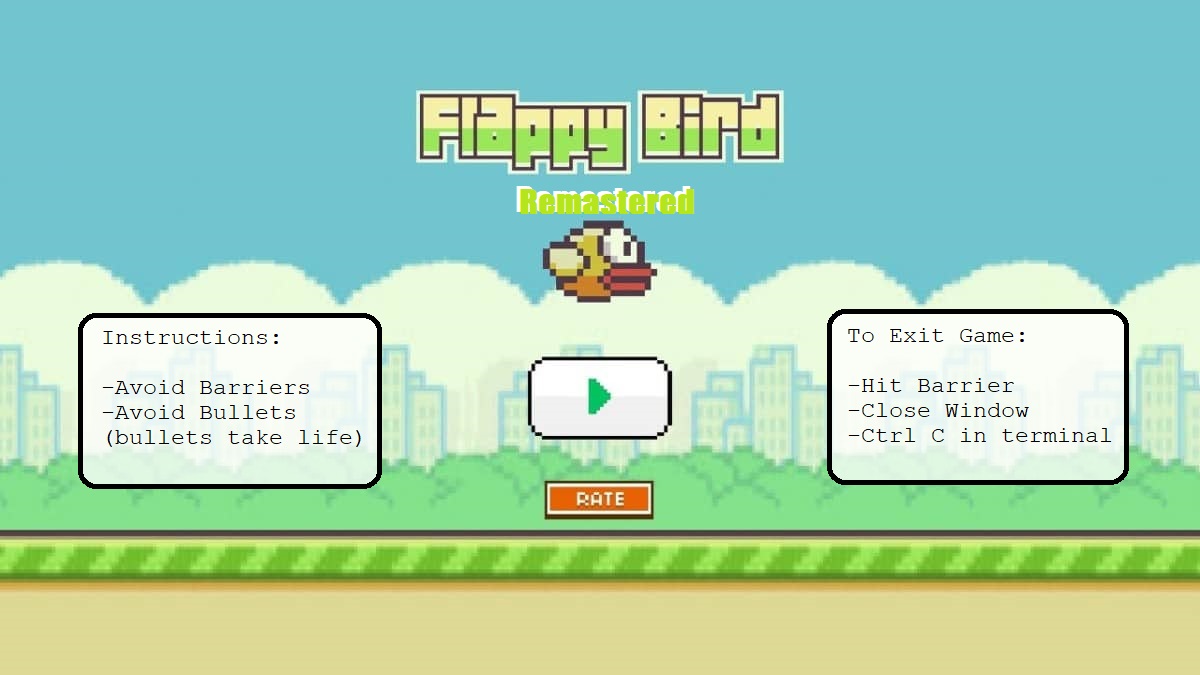 Flappy Bird
Remastered
Instructions:
-Avoid Barriers
-Avoid Bullets
(bullets take life)
To Exit Game:
-Hit Barrier
-Close Window
-Ctrl C in terminal
RATE